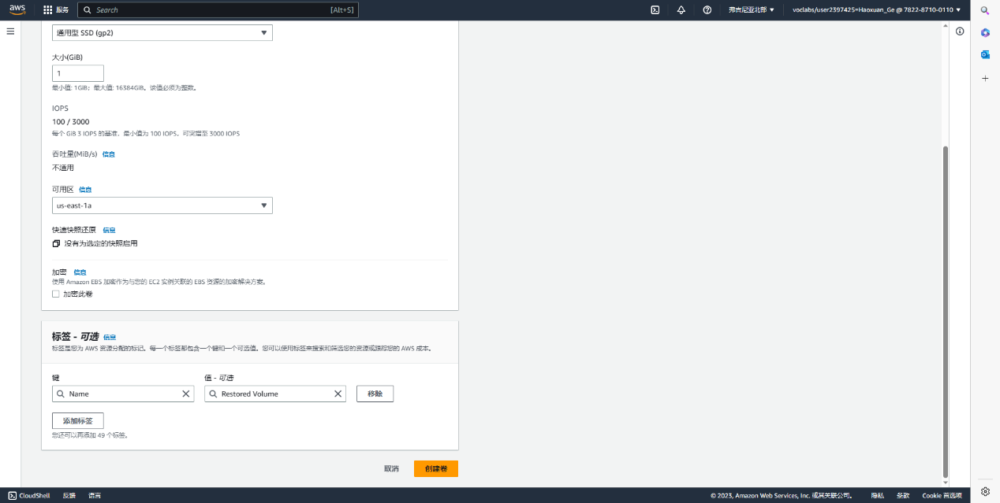 aws
服务
Search
[Alt+S]
弗吉尼亚北部
voclabs/user2397425=Haoxuan_Ge @ 7822-8710-0110
通用型 SSD (gp2)
大小(GiB)
1
最小值: 1GiB；最大值: 16384GiB。该值必须为整数。
IOPS
100 / 3000
每个 GiB 3 IOPS 的基准，最小值为 100 IOPS，可突增至 3000 IOPS
吞吐量(MiB/s) 信息
不适用
可用区 信息
us-east-1a
快速快照还原 信息
没有为选定的快照启用
加密 信息
使用 Amazon EBS 加密作为与您的 EC2 实例关联的 EBS 资源的加密解决方案。
加密此卷
标签 - 可选 信息
标签是您为 AWS 资源分配的标记。每一个标签都包含一个键和一个可选值。您可以使用标签来搜索和筛选您的资源或跟踪您的 AWS 成本。
键
值 - 可选
Name
Restored Volume
移除
添加标签
您还可以再添加 49 个标签。
取消
创建卷
CloudShell
反馈
语言
© 2023, Amazon Web Services, Inc. 或其关联公司。
隐私
条款
Cookie 首选项